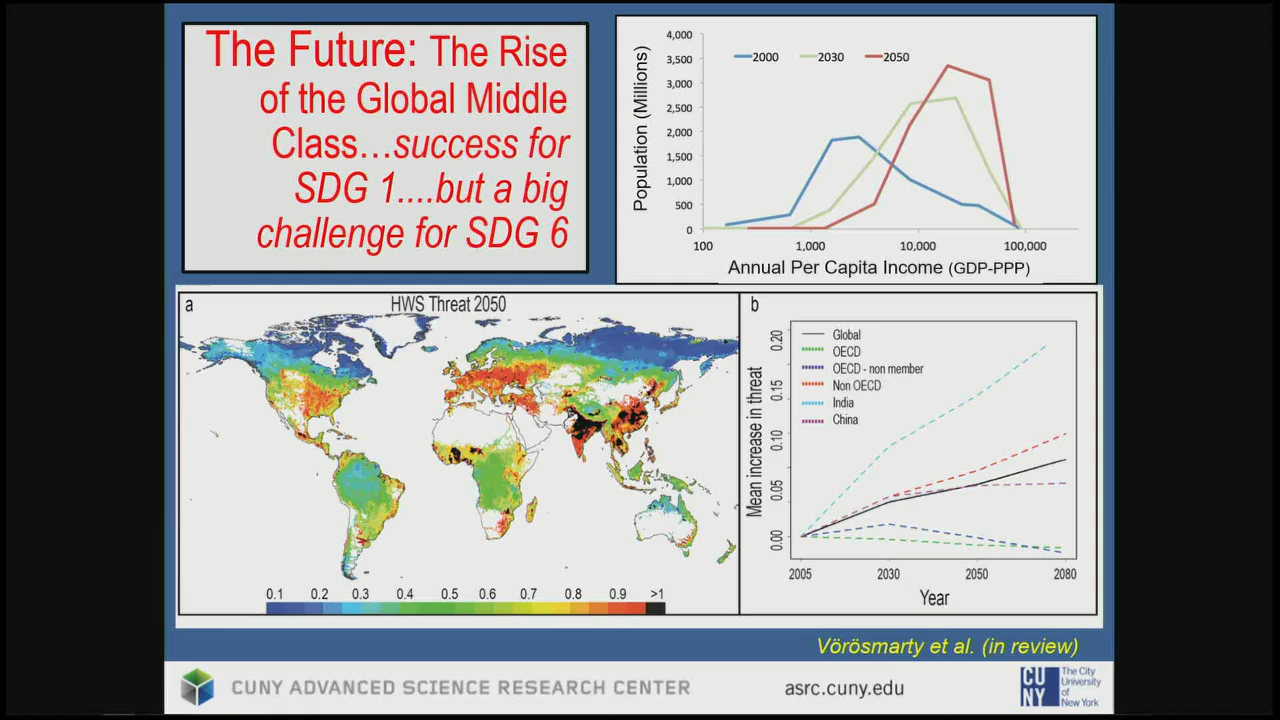 The Future: The Rise
of the Global Middle
Class…success for
SDG 1....but a big
challenge for SDG 6
4,000
3,500
3,000
2,500
2,000
1,500
1,000
500
0
Population (Millions)
2000 2030 2050
100 1,000 10,000 100,000
Annual Per Capita Income (GDP-PPP)
a HWS Threat 2050
0.1 0.2 0.3 0.4 0.5 0.6 0.7 0.8 0.9 >1
b
Mean increase in threat
0.20
0.15
0.10
0.05
0.00
Global
OECD
OECD - non member
Non OECD
India
China
2005 2030 2050 2080
Year
Vörösmarty et al. (in review)
CUNY ADVANCED SCIENCE RESEARCH CENTER
asrc.cuny.edu
CU
NY
The City
University
of
New York